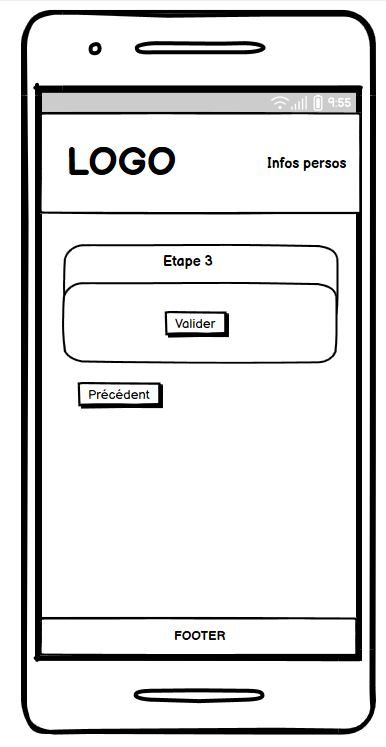 9:55
LOGO
Infos persos
Etape 3
Valider
Précédent
FOOTER